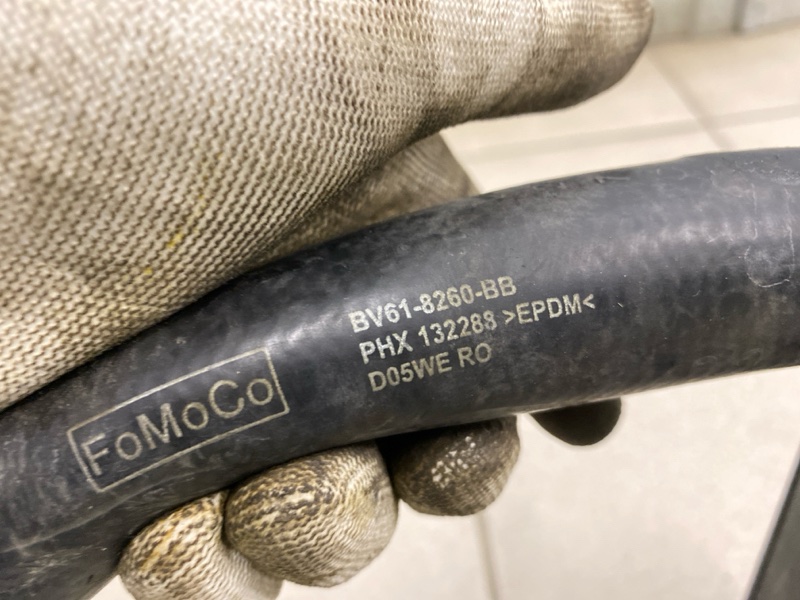 BV61-8260-BB
PHX 132288 >EPDM<
D05WE RO
FoMoCo